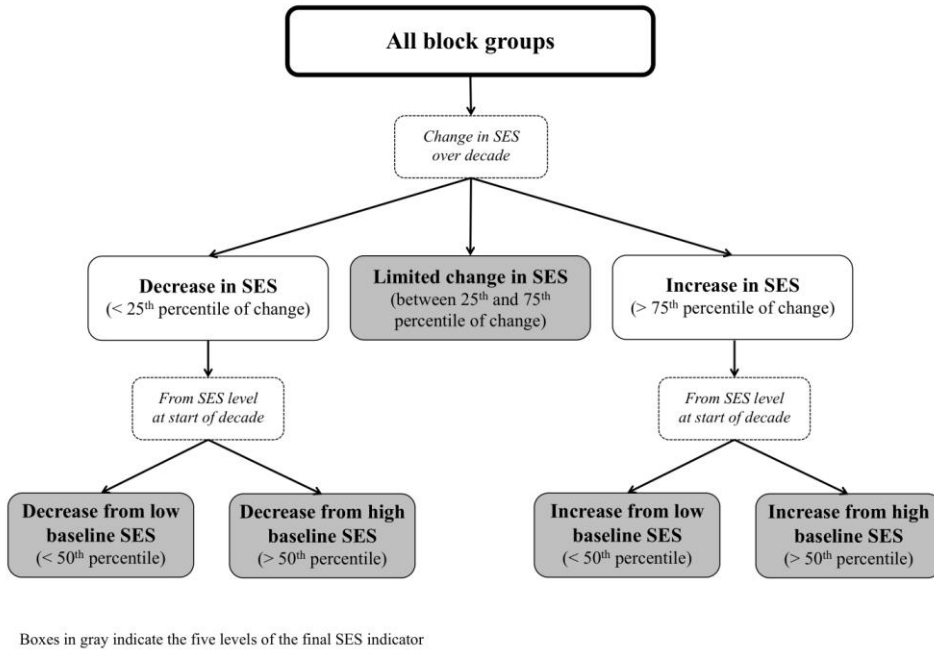 All block groups
Change in SES
over decade
Decrease in SES
(< 25th percentile of change)
Limited change in SES
(between 25th and 75th
percentile of change)
Increase in SES
(> 75th percentile of change)
From SES level
at start of decade
From SES level
at start of decade
Decrease from low
baseline SES
(< 50th percentile)
Decrease from high
baseline SES
(> 50th percentile)
Increase from low
baseline SES
(< 50th percentile)
Increase from high
baseline SES
(> 50th percentile)
Boxes in gray indicate the five levels of the final SES indicator